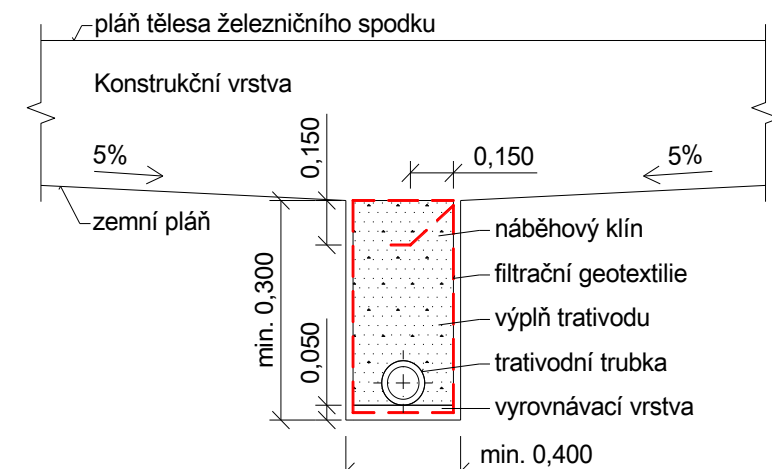 pláň tělesa železničního spodku
Konstrukční vrstva
5%
0,150
0,150
5%
zemní pláň
náběhový klín
filtrační geotextilie
min. 0,300
výplň trativodu
0,050
trativodní trubka
vyrovnávací vrstva
min. 0,400